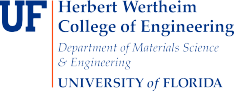 UF
Herbert Wertheim
College of Engineering
Department of Materials Science
& Engineering
UNIVERSITY of FLORIDA